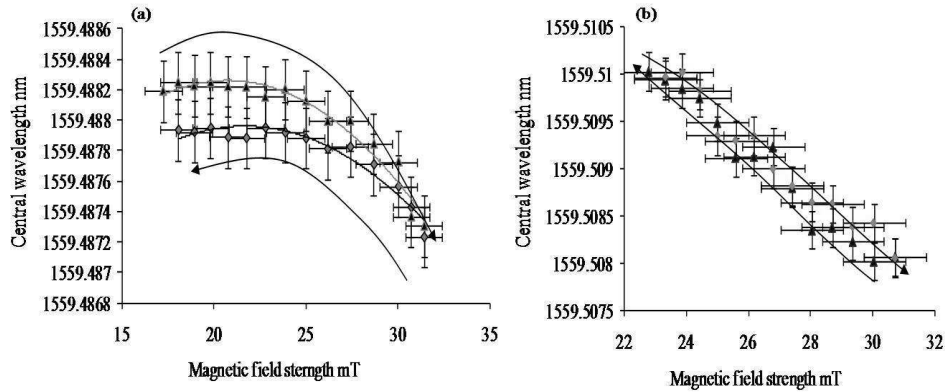 (a)
Central wavelength nm
1559.4886
1559.4884
1559.4882
1559.488
1559.4878
1559.4876
1559.4874
1559.4872
1559.487
1559.4868
15 20 25 30 35
Magnetic field sterngth mT
(b)
Central wavelength nm
1559.5105
1559.51
1559.5095
1559.509
1559.5085
1559.508
1559.5075
22 24 26 28 30 32
Magnetic field strength mT